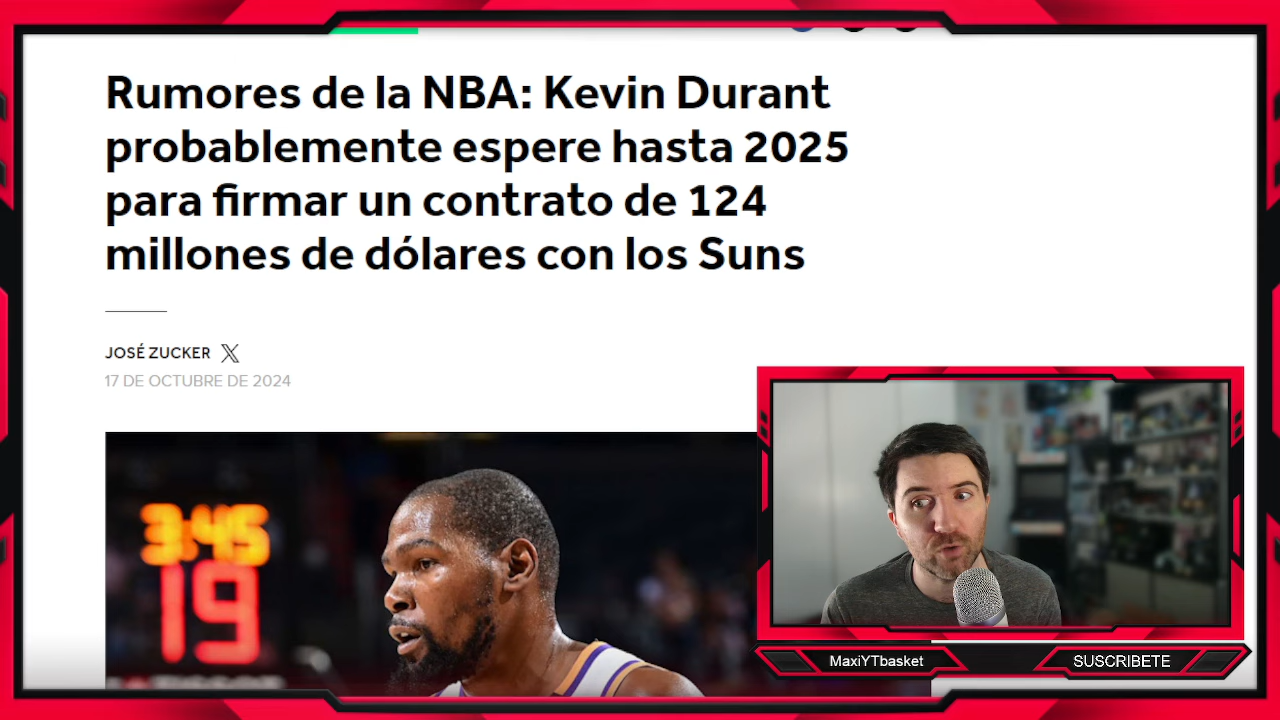 Rumores de la NBA: Kevin Durant
probablemente espere hasta 2025
para firmar un contrato de 124
millones de dólares con los Suns
JOSÉ ZUCKER
17 DE OCTUBRE DE 2024
3:45
19
MaxiYTbasket
SUSCRIBETE